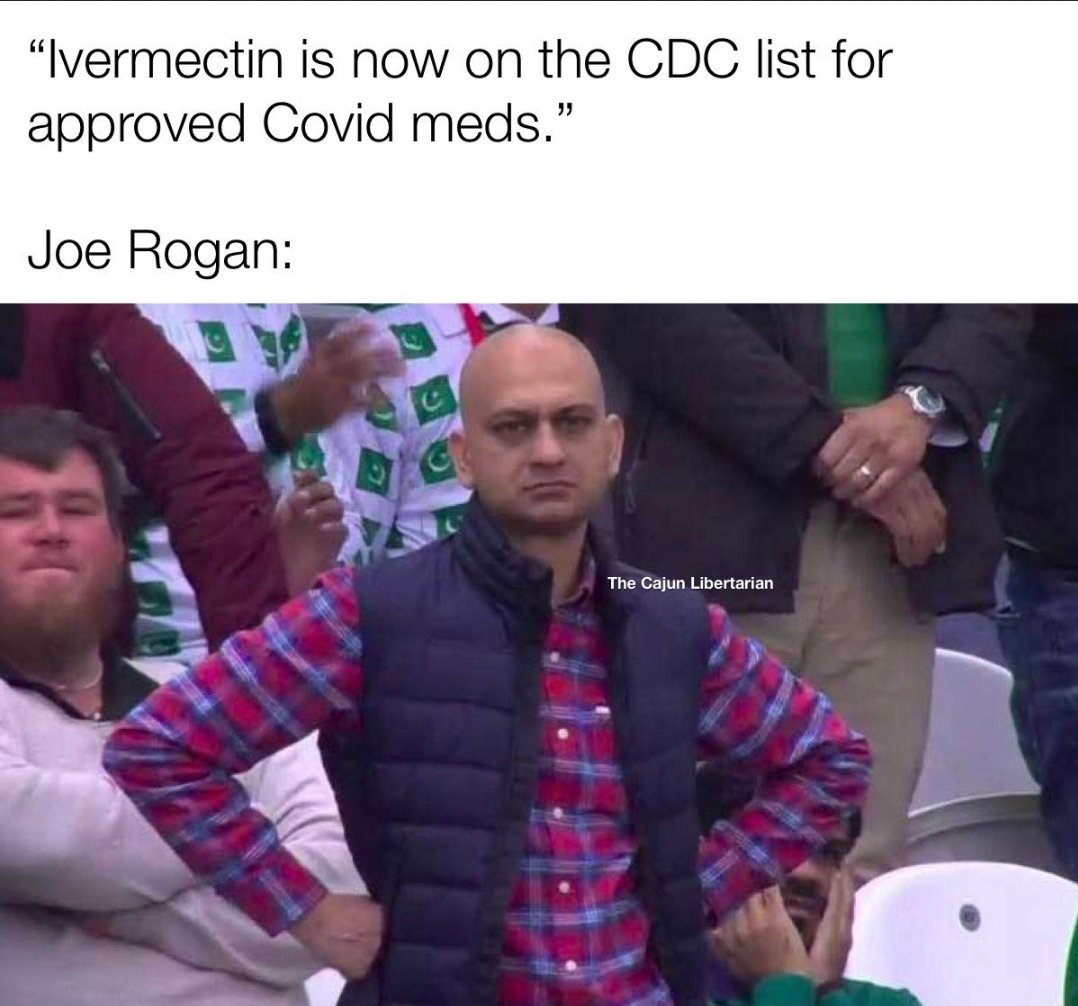 “Ivermectin is now on the CDC list for
approved Covid meds.”
Joe Rogan:
The Cajun Libertarian